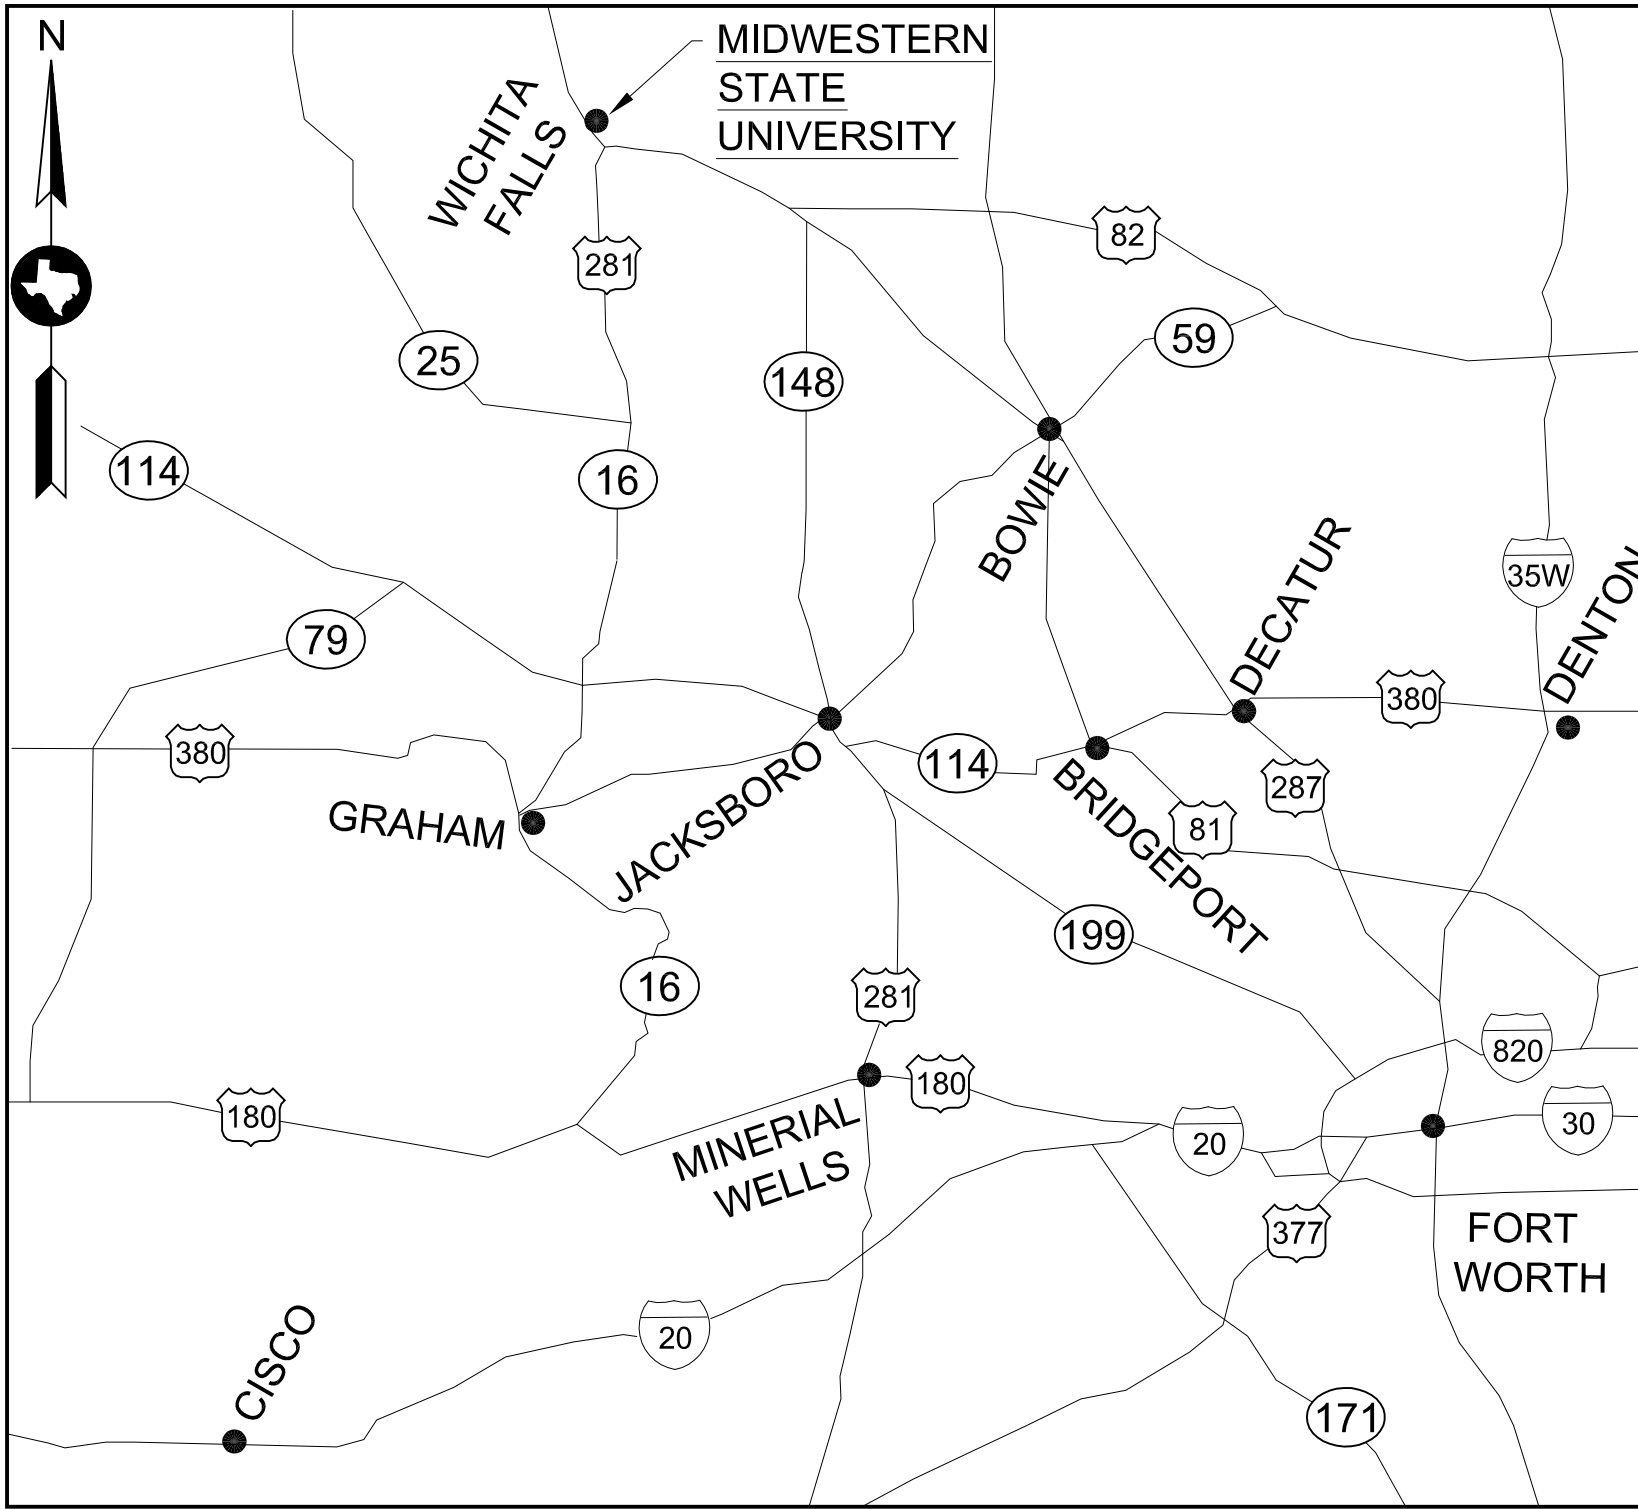 N
MIDWESTERN
STATE
UNIVERSITY
WICHITA
FALLS
82
281
59
25
148
114
16
BOWIE
DECATUR
35W
DENTON
79
380
380
114
287
81
GRAHAM
JACKSBORO
BRIDGEPORT
199
16
281
820
180
180
30
20
MINERIAL
WELLS
377
FORT
WORTH
20
CISCO
171